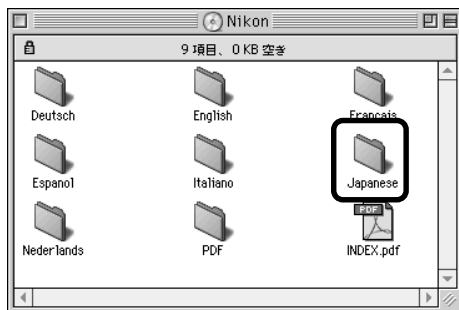 Nikon
9 項目、0 KB 空き
Deutsch English Francais
Espanol Italiano Japanese
PDF
Nederlands PDF INDEX.pdf